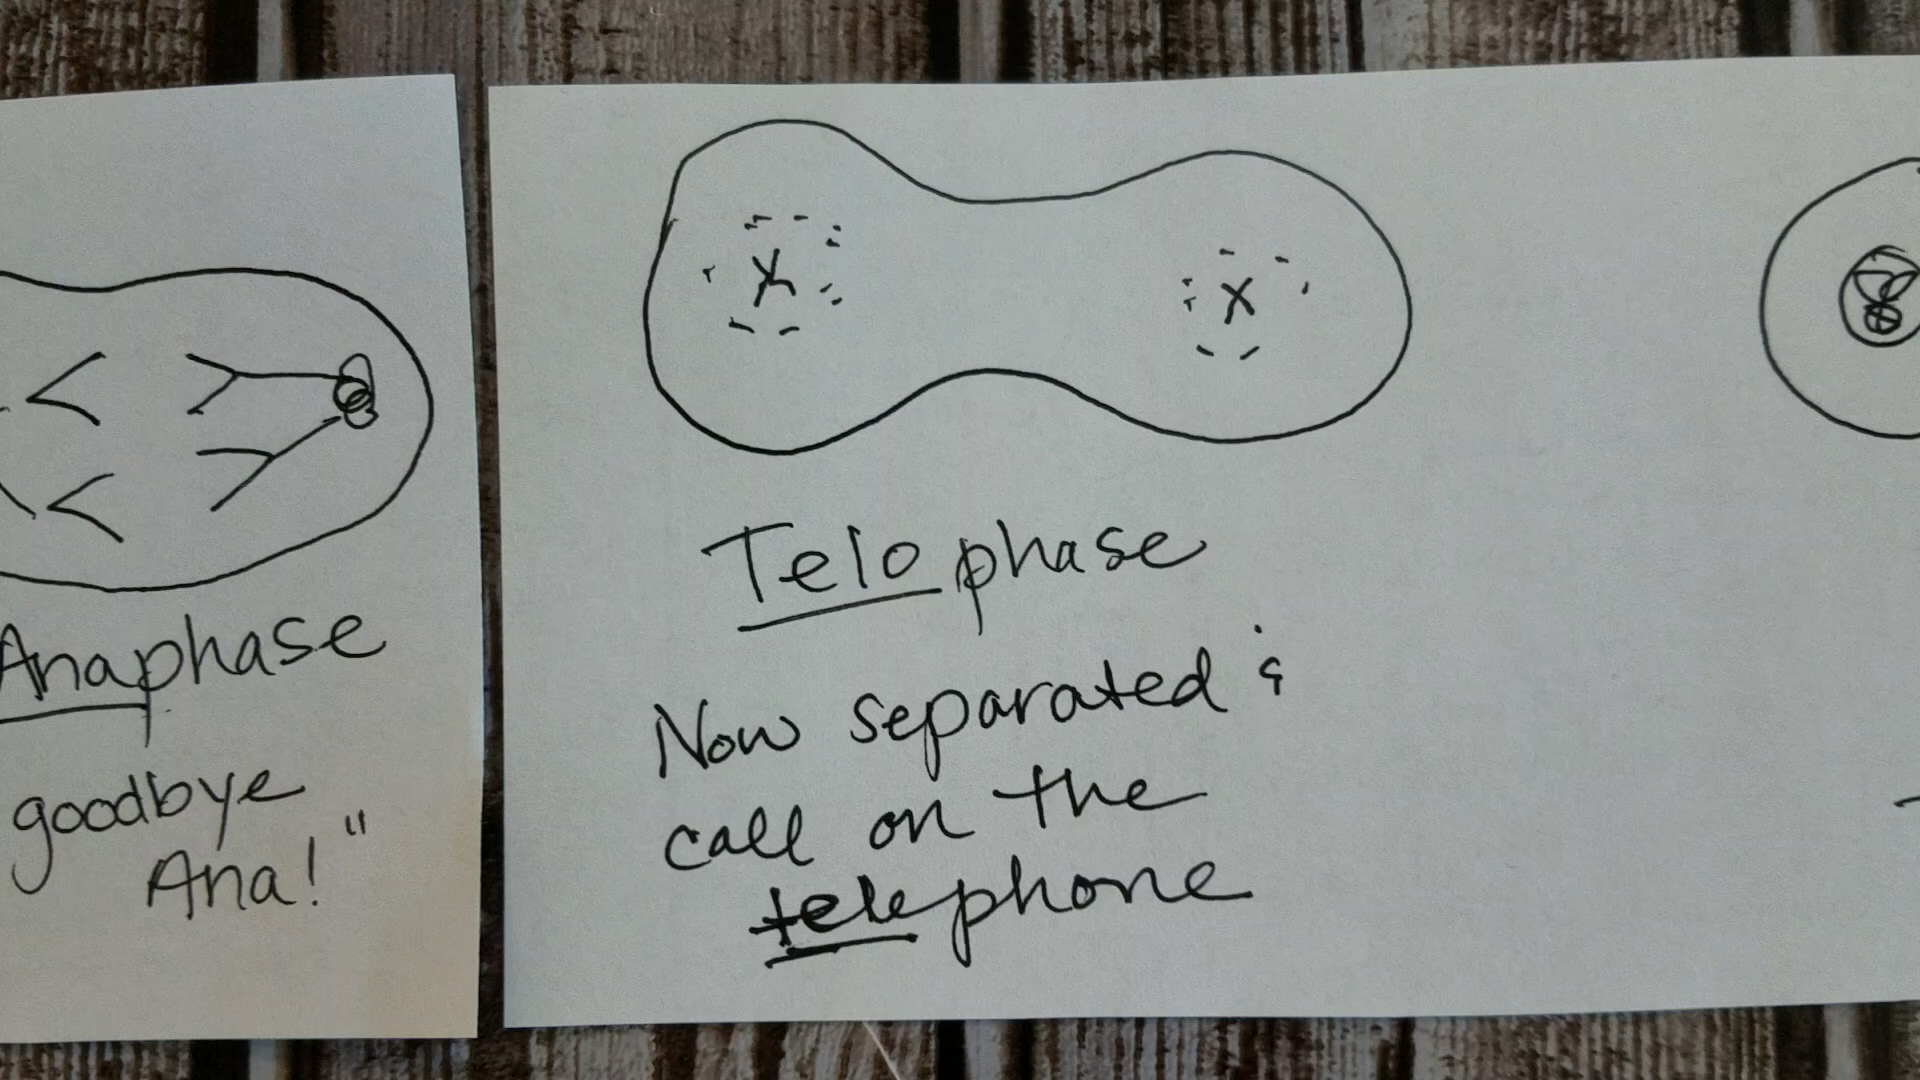 Anaphase
goodbye
Ana!"
Telophase
Now separated &
call on the
telephone